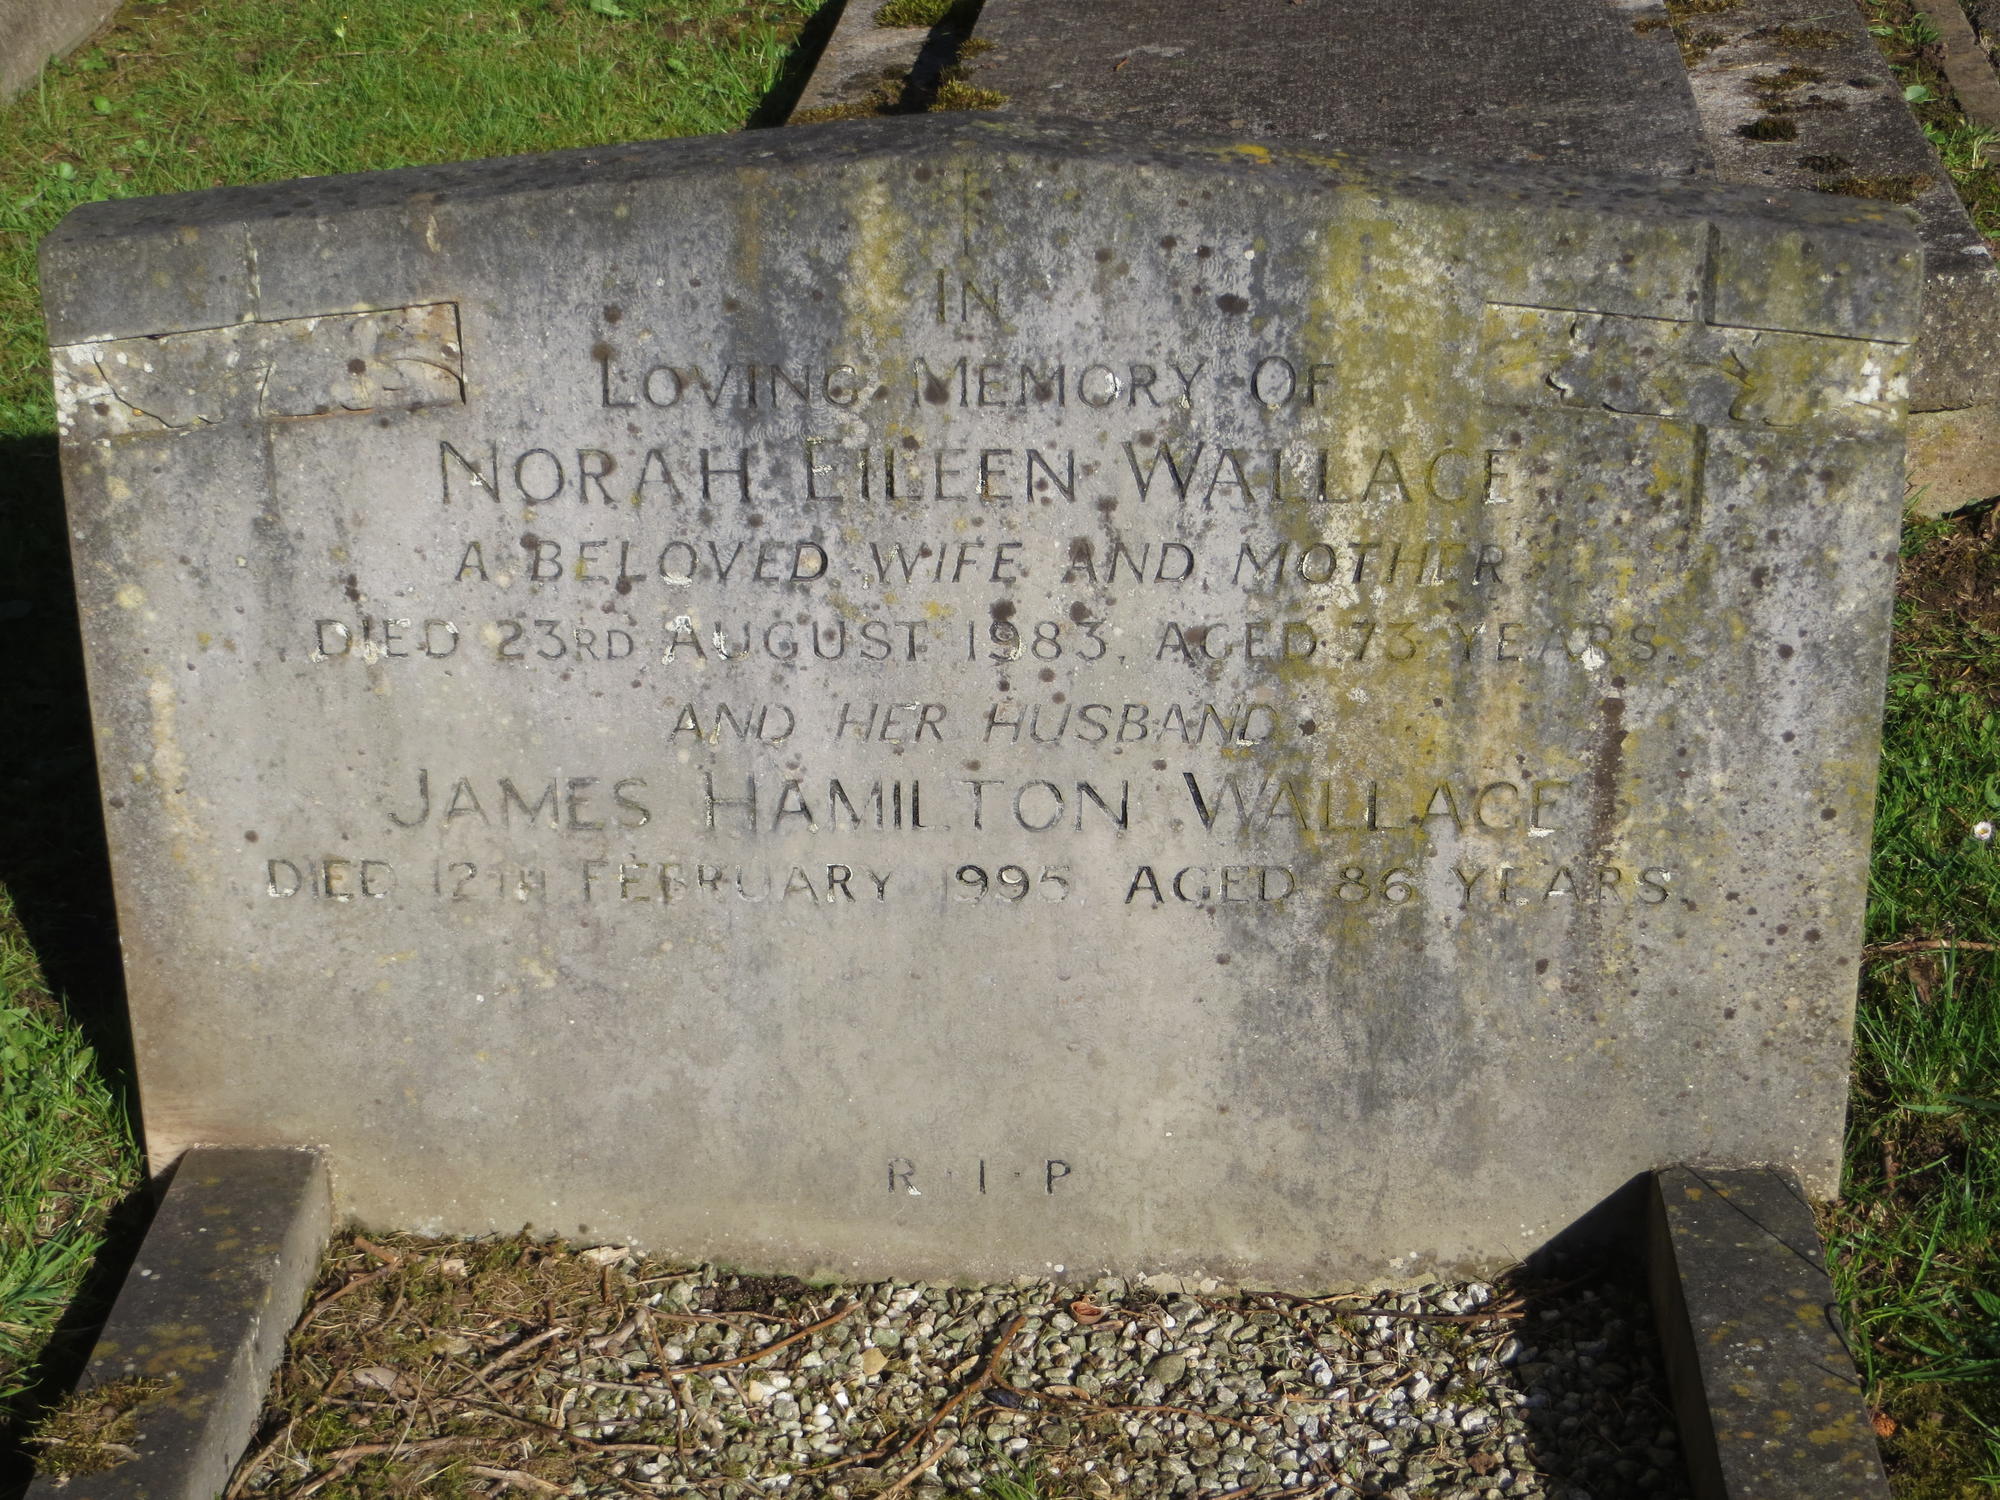 IN
LOVING MEMORY OF
NORAH EILEEN WALLACE
A BELOVED WIFE AND MOTHER
DIED 23RD AUGUST 1983, AGED 73 YEARS.
AND HER HUSBAND
JAMES HAMILTON WALLACE
DIED 12TH FEBRUARY 1995 AGED 86 YEARS.
R·I·P